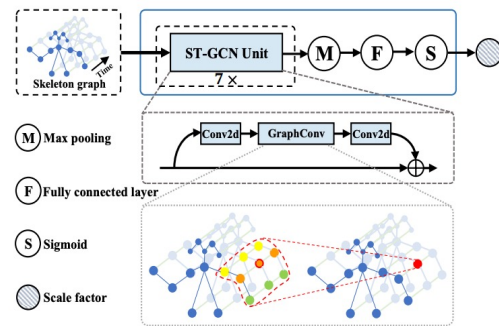 ST-GCN Unit
7 ×
M
F
S
Time
Skeleton graph
M Max pooling
Conv2d
GraphConv
Conv2d
F Fully connected layer
S Sigmoid
Scale factor